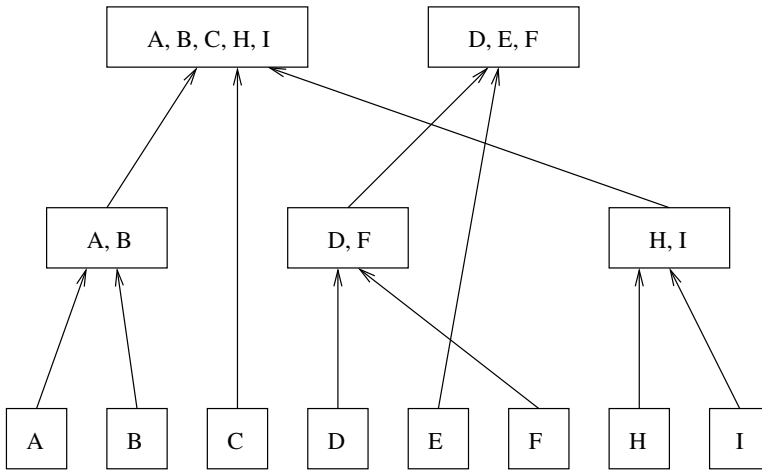 A, B, C, H, I
D, E, F
A, B
D, F
H, I
A
B
C
D
E
F
H
I